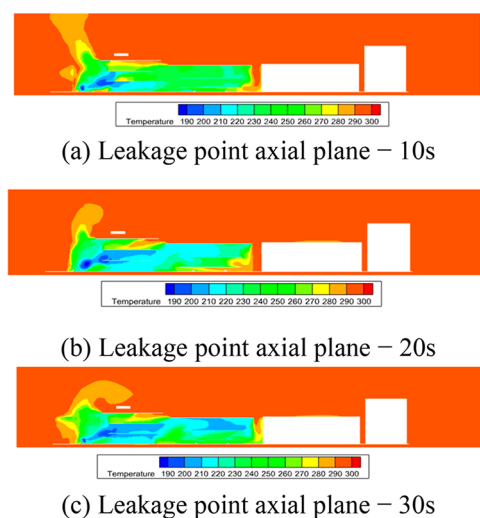 Temperature 190 200 210 220 230 240 250 260 270 280 290 300
(a) Leakage point axial plane − 10s
Temperature 190 200 210 220 230 240 250 260 270 280 290 300
(b) Leakage point axial plane − 20s
Temperature 190 200 210 220 230 240 250 260 270 280 290 300
(c) Leakage point axial plane − 30s